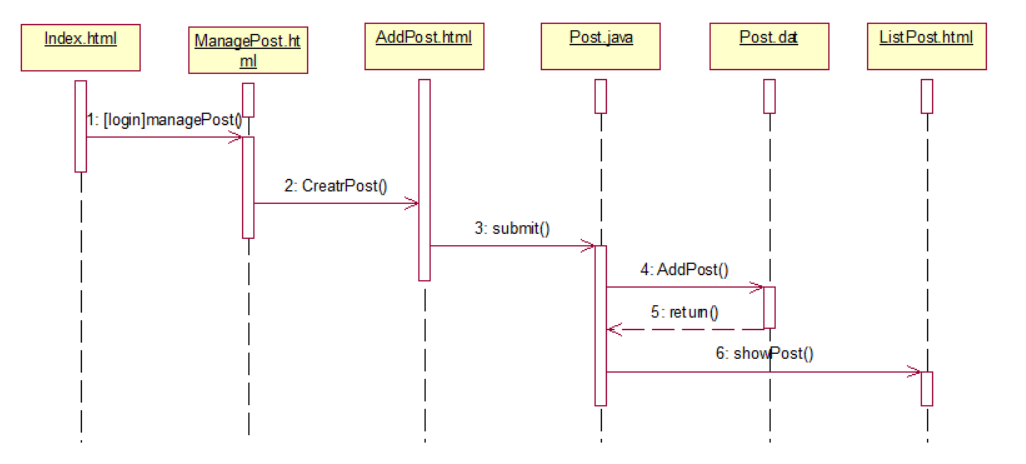 Index.html
ManagePost.ht
ml
AddPost.html
Post.java
Post.dat
ListPost.html
1: [login]managePost()
2: CreatrPost()
3: submit()
4: AddPost()
5: return()
6: showPost()